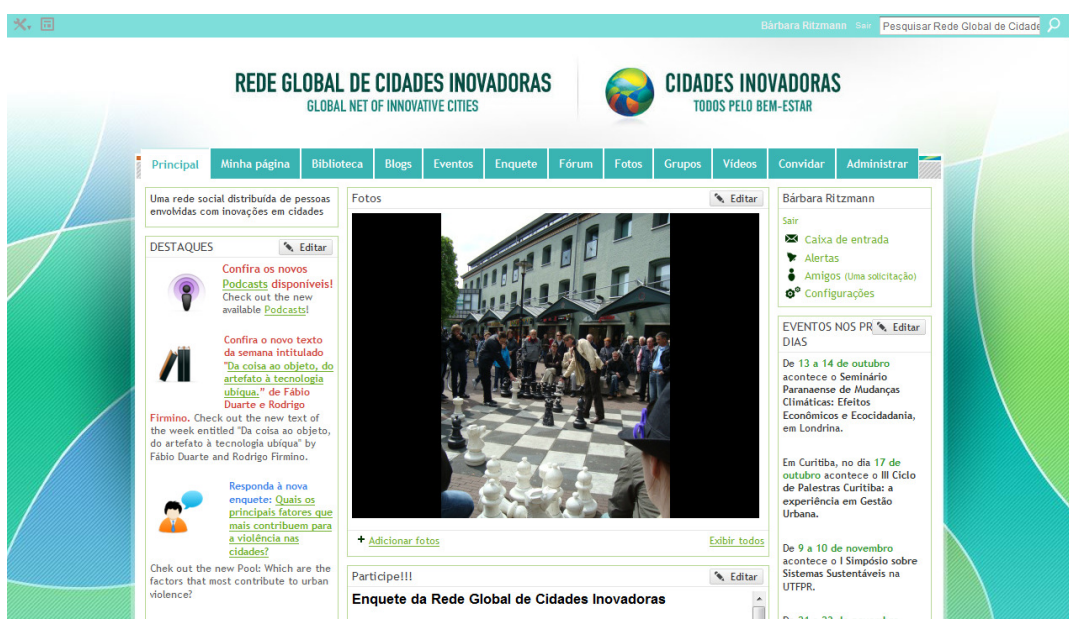 Bárbara Ritzmann Sair Pesquisar Rede Global de Cidade
REDE GLOBAL DE CIDADES INOVADORAS
GLOBAL NET OF INNOVATIVE CITIES
CIDADES INOVADORAS
TODOS PELO BEM-ESTAR
Principal Minha página Biblioteca Blogs Eventos Enquete Fórum Fotos Grupos Vídeos Convidar Administrar
Uma rede social distribuída de pessoas
envolvidas com inovações em cidades
DESTAQUES Editar
Confira os novos
Podcasts disponíveis!
Check out the new
available Podcasts!
Confira o novo texto
da semana intitulado
"Da coisa ao objeto, do
artefato à tecnologia
ubíqua." de Fábio
Duarte e Rodrigo
Firmino. Check out the new text of
the week entitled "Da coisa ao objeto,
do artefato à tecnologia ubíqua" by
Fábio Duarte and Rodrigo Firmino.
Responda à nova
enquete: Quais os
principais fatores que
mais contribuem para
a violência nas
cidades?
Chek out the new Pool: Which are the
factors that most contribute to urban
violence?
Fotos Editar
+ Adicionar fotos Exibir todos
Participe!!! Editar
Enquete da Rede Global de Cidades Inovadoras
Bárbara Ritzmann
Sair
Caixa de entrada
Alertas
Amigos (Uma solicitação)
Configurações
EVENTOS NOS PR Editar
DIAS
De 13 a 14 de outubro
acontece o Seminário
Paranaense de Mudanças
Climáticas: Efeitos
Econômicos e Ecocidadania,
em Londrina.
Em Curitiba, no dia 17 de
outubro acontece o III Ciclo
de Palestras Curitiba: a
experiência em Gestão
Urbana.
De 9 a 10 de novembro
acontece o I Simpósio sobre
Sistemas Sustentáveis na
UTFPR.